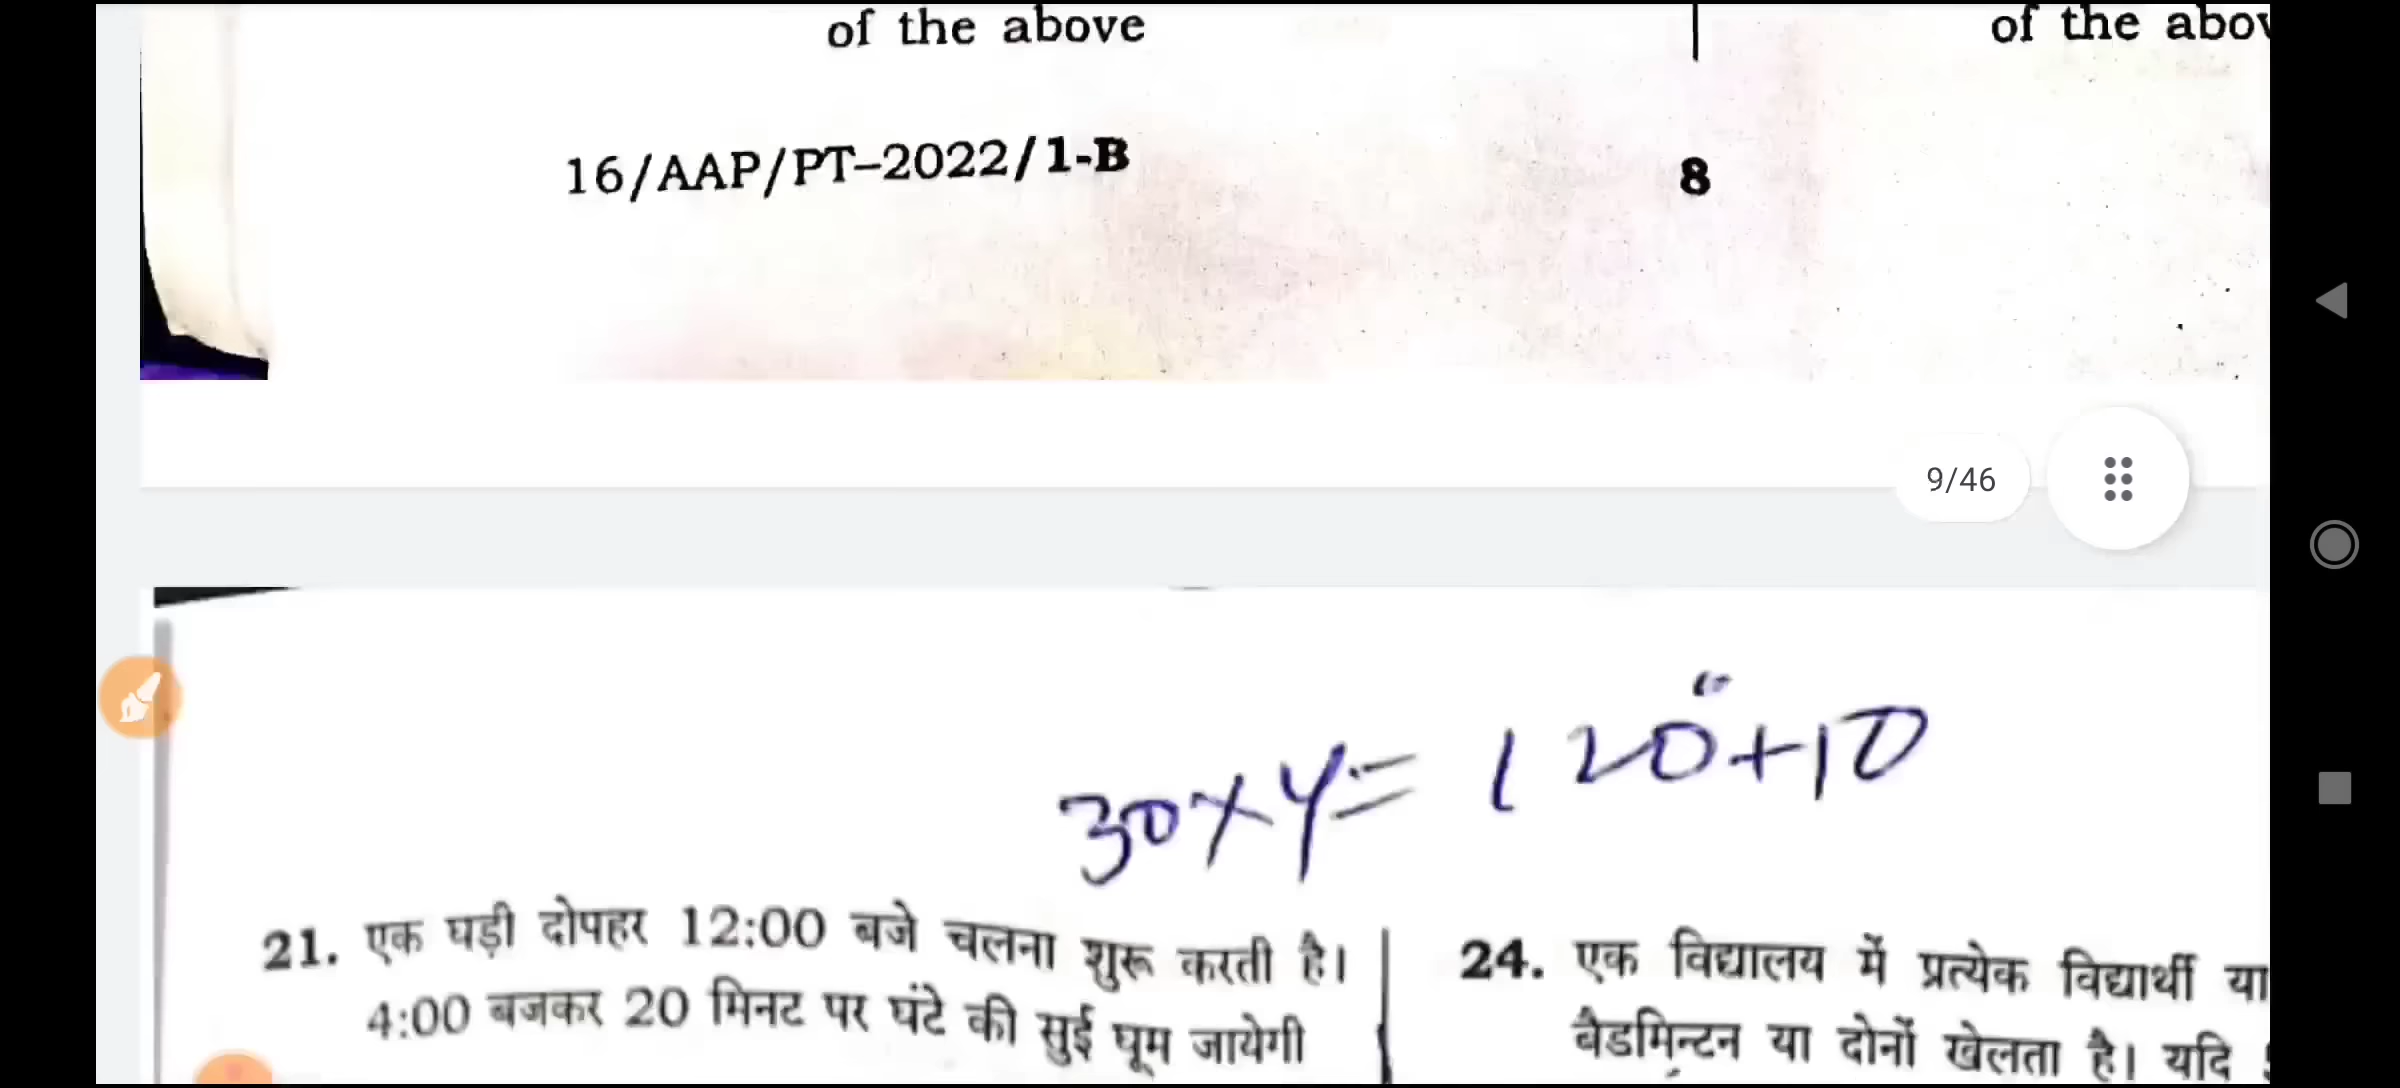 of the above
of the abov
16/AAP/PT–2022/1-B
8
9/46
30×4= 120°+10
21. एक घड़ी दोपहर 12:00 बजे चलना शुरू करती है।
4:00 बजकर 20 मिनट पर घंटे की सुई घूम जायेगी
24. एक विद्यालय में प्रत्येक विद्यार्थी या
बैडमिन्टन या दोनों खेलता है। यदि